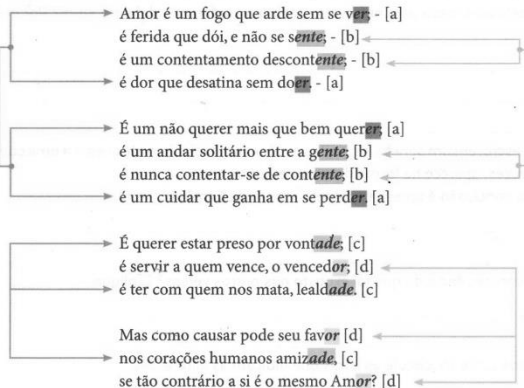 Amor é um fogo que arde sem se ver; - [a]
é ferida que dói, e não se sente; - [b]
é um contentamento descontente; - [b]
é dor que desatina sem doer. - [a]
É um não querer mais que bem querer; [a]
é um andar solitário entre a gente; [b]
é nunca contentar-se de contente; [b]
é um cuidar que ganha em se perder. [a]
É querer estar preso por vontade; [c]
é servir a quem vence, o vencedor; [d]
é ter com quem nos mata, lealdade. [c]
Mas como causar pode seu favor [d]
nos corações humanos amizade, [c]
se tão contrário a si é o mesmo Amor? [d]